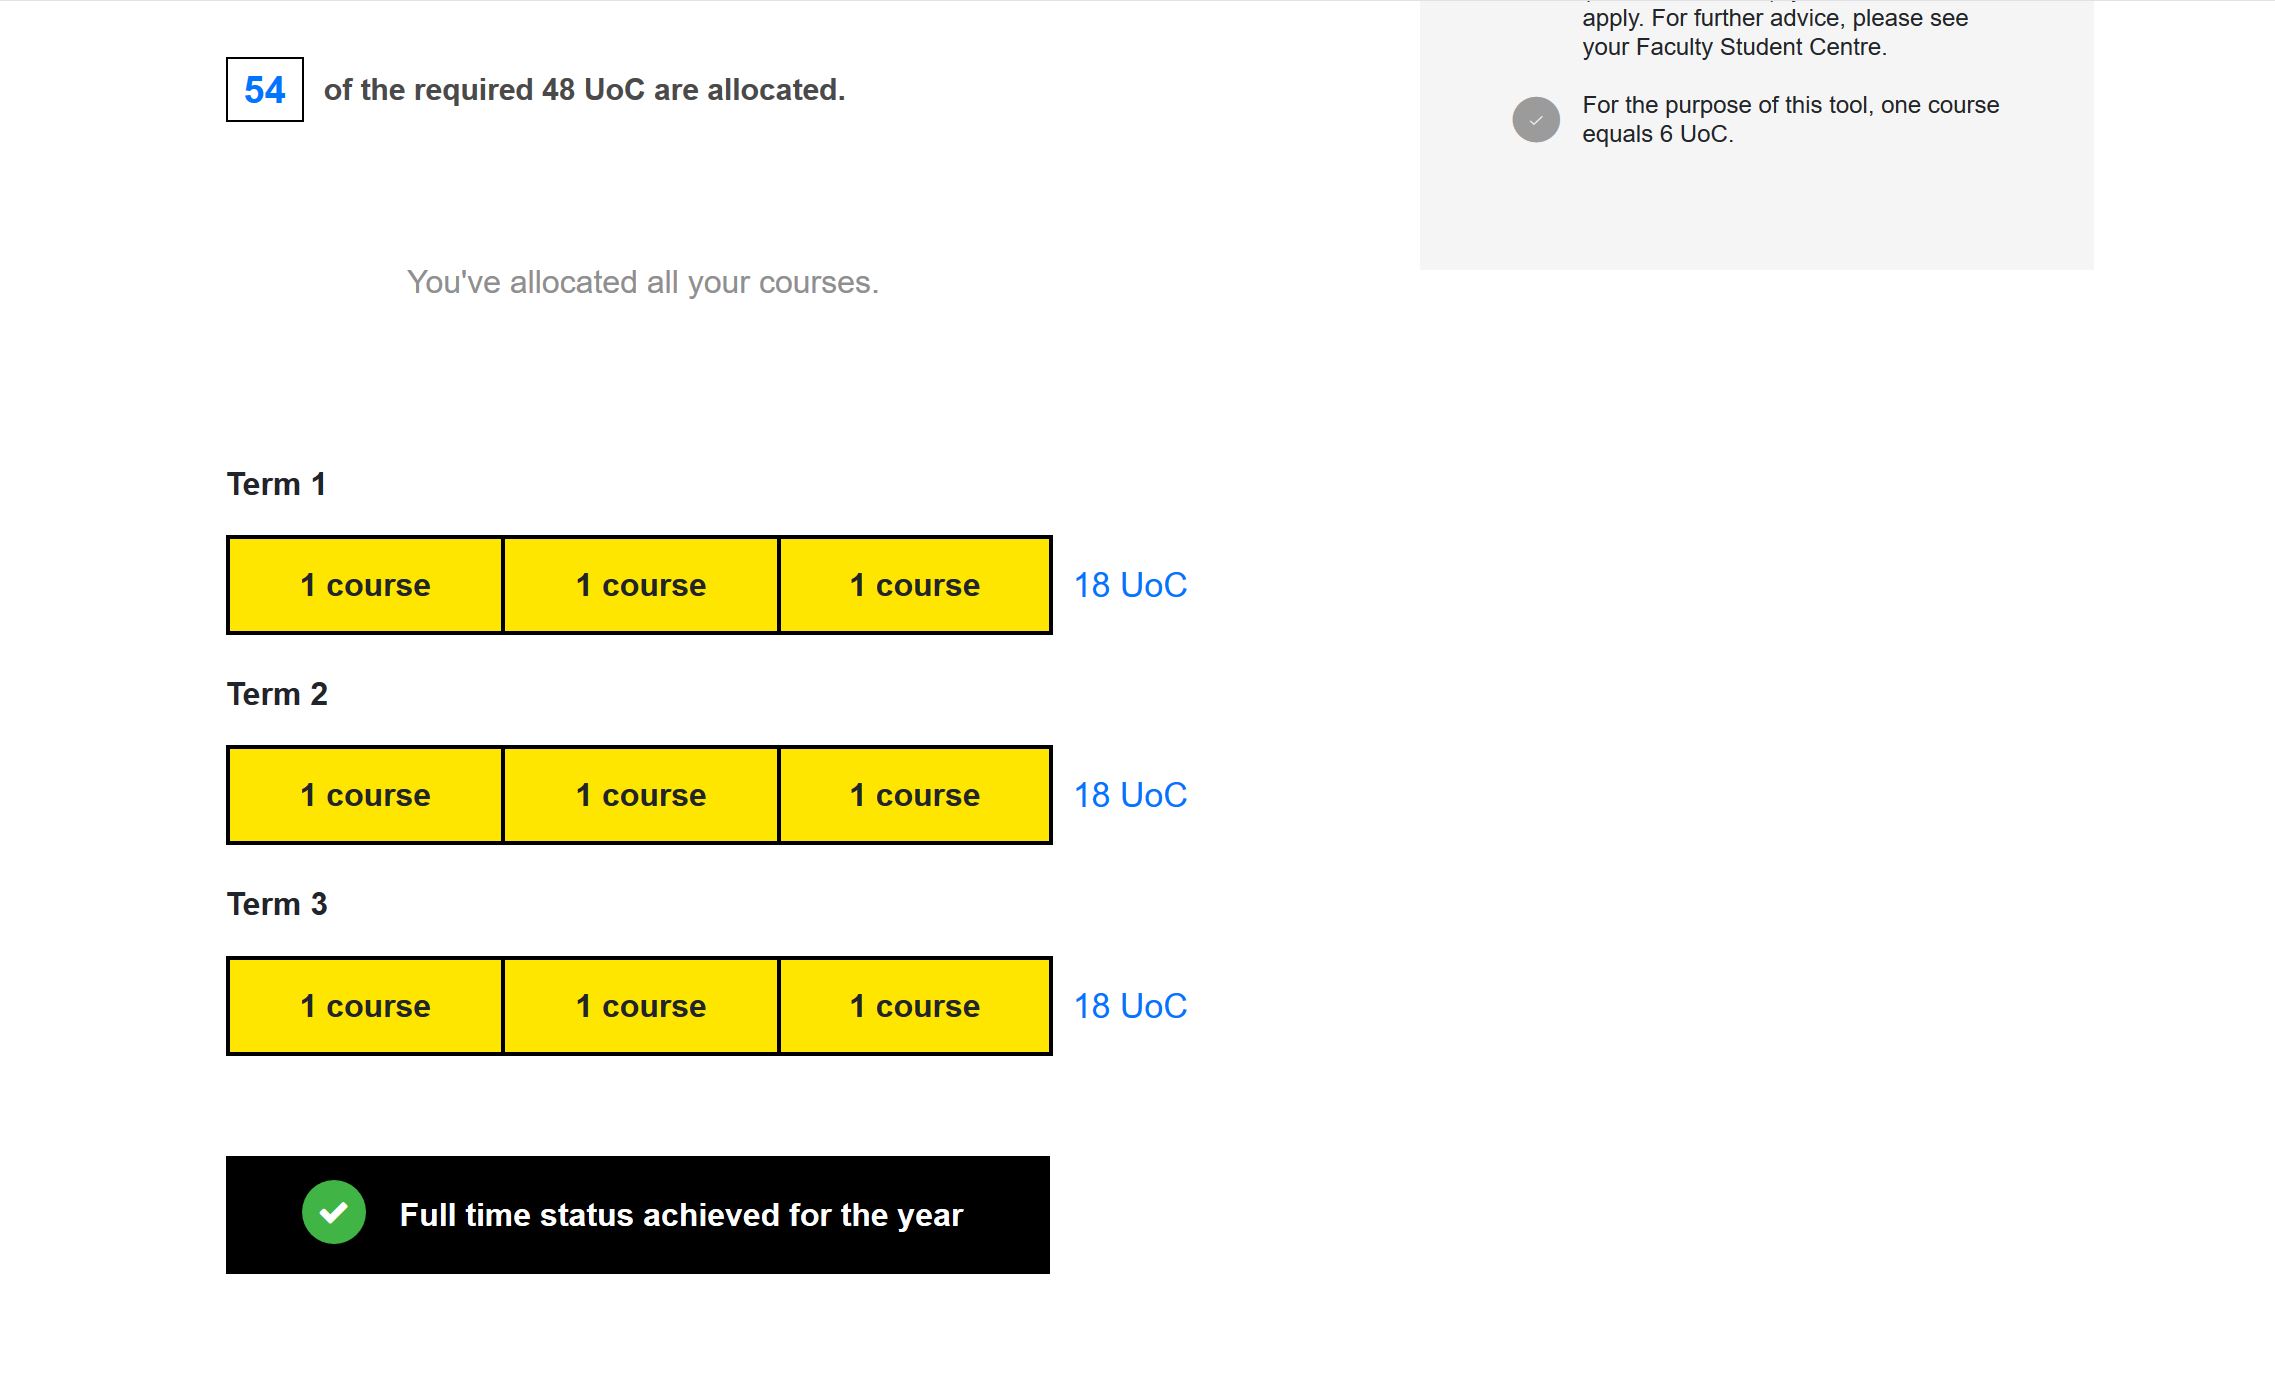 54 of the required 48 UoC are allocated.
You've allocated all your courses.
Term 1
1 course 1 course 1 course 18 UoC
Term 2
1 course 1 course 1 course 18 UoC
Term 3
1 course 1 course 1 course 18 UoC
Full time status achieved for the year
apply. For further advice, please see
your Faculty Student Centre.
For the purpose of this tool, one course
equals 6 UoC.